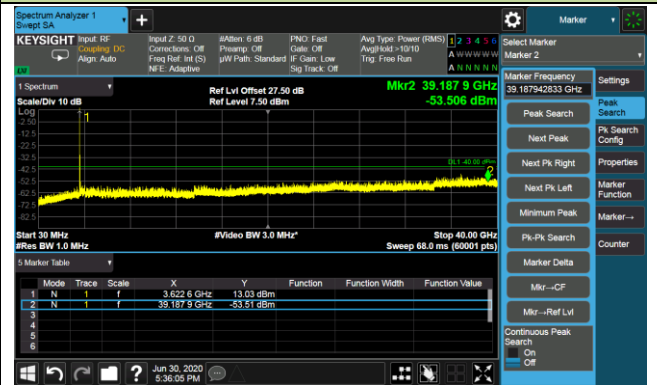 Spectrum Analyzer 1
Swept SA
Marker
KEYSIGHT Input: RF Input Z: 50 Ω #Atten: 6 dB PNO: Fast Avg Type: Power (RMS) 1 2 3 4 5 6
Coupling: DC Corrections: Off Preamp: Off Gate: Off Avg|Hold:>10/10
Align: Auto Freq Ref: Int (S) µW Path: Standard IF Gain: Low Trig: Free Run A W W W W W
NFE: Adaptive Sig Track: Off A N N N N N
LW
Select Marker
Marker 2
1 Spectrum
Ref Lvl Offset 27.50 dB
Mkr2 39.187 9 GHz
Scale/Div 10 dB
Ref Level 7.50 dBm
-53.506 dBm
Log
-2.50
-12.5
-22.5
-32.5
-42.5
-52.5
-62.5
-72.5
-82.5
1
DL1 -40.00 dBm
2
Start 30 MHz
#Video BW 3.0 MHz*
Stop 40.00 GHz
#Res BW 1.0 MHz
Sweep 68.0 ms (60001 pts)
5 Marker Table
Mode Trace Scale X Y Function Function Width Function Value
1 N 1 f 3.622 6 GHz 13.03 dBm
2 N 1 f 39.187 9 GHz -53.51 dBm
3
4
5
6
Marker Frequency
39.187942833 GHz
Peak Search
Next Peak
Next Pk Right
Next Pk Left
Minimum Peak
Pk-Pk Search
Marker Delta
Mkr→CF
Mkr→Ref Lvl
Continuous Peak
Search
On
Off
Settings
Peak
Search
Pk Search
Config
Properties
Marker
Function
Marker→
Counter
Jun 30, 2020
5:36:05 PM